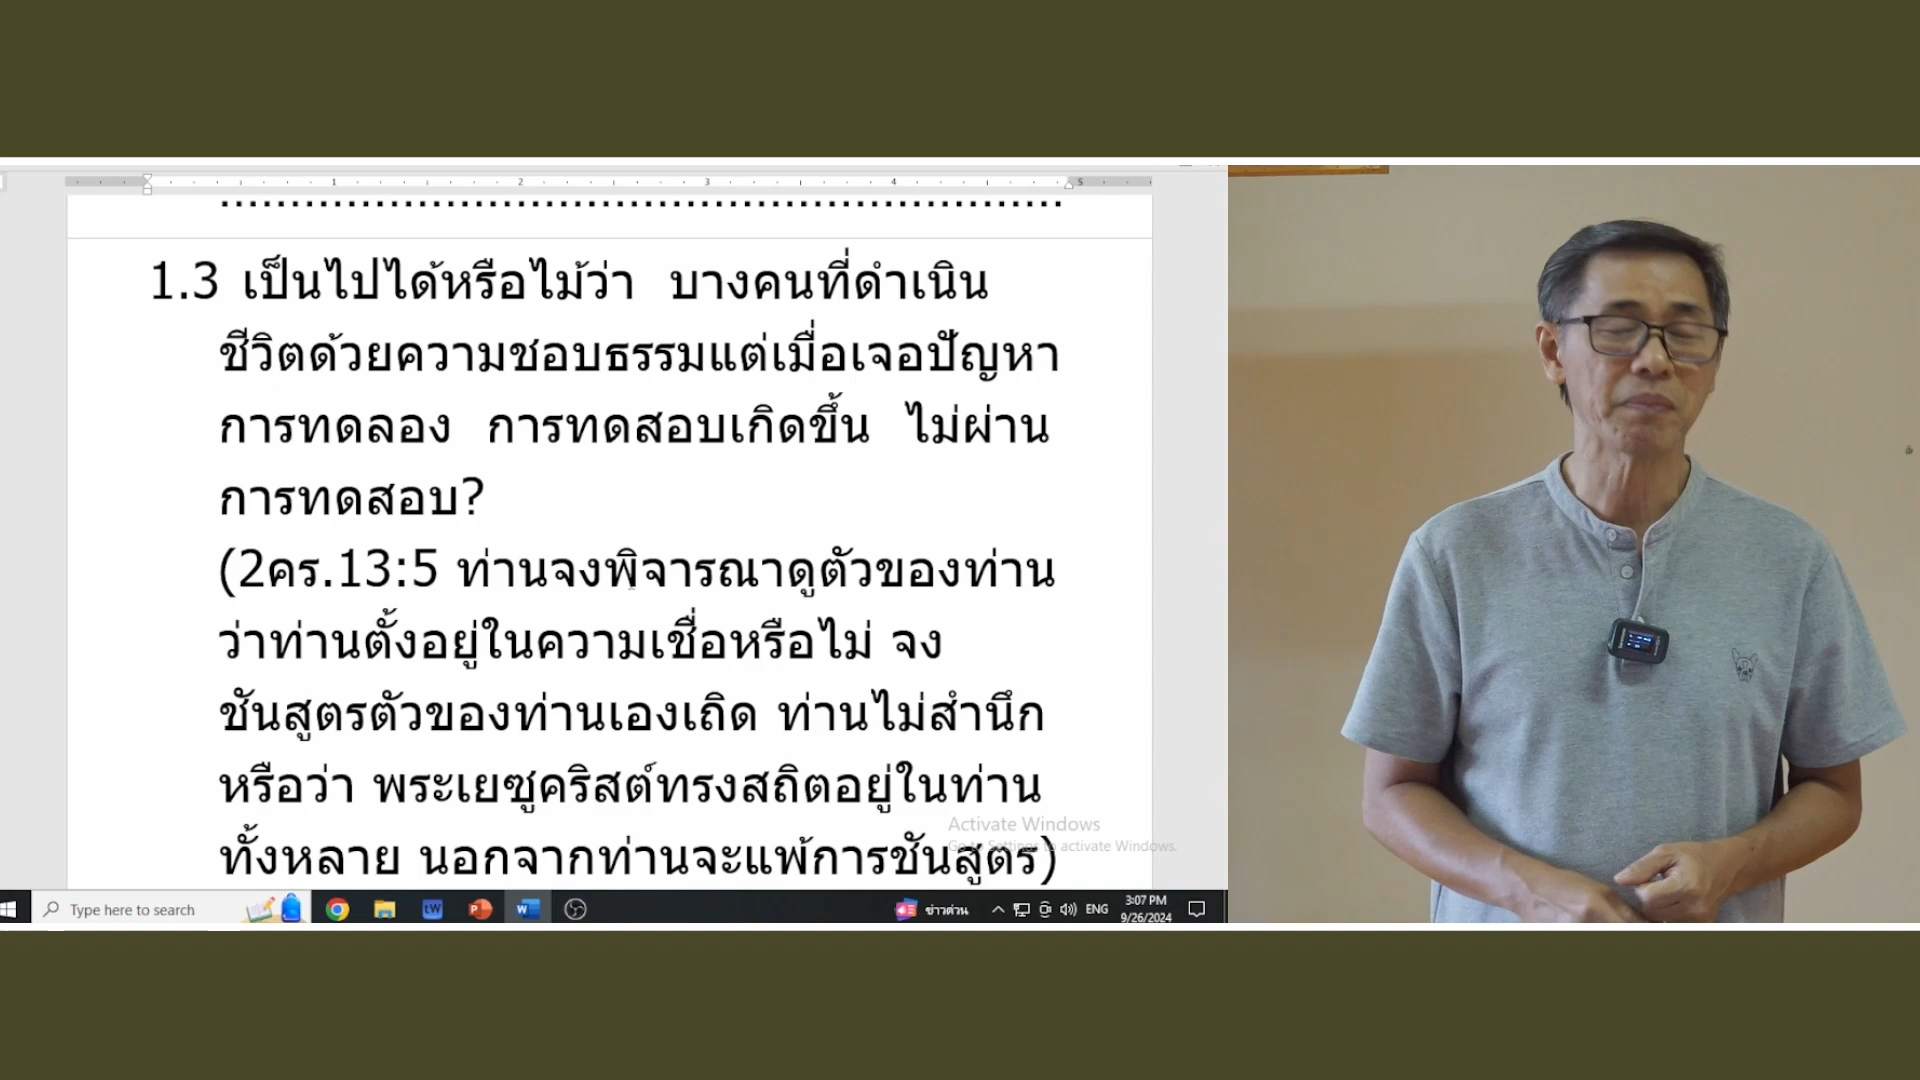 1 2 3 4 5
1.3 เป็นไปได้หรือไม้ว่า บางคนที่ดำเนิน
ชีวิตด้วยความชอบธรรมแต่เมื่อเจอปัญหา
การทดลอง การทดสอบเกิดขึ้น ไม่ผ่าน
การทดสอบ?
(2คร.13:5 ท่านจงพิจารณาดูตัวของท่าน
ว่าท่านตั้งอยู่ในความเชื่อหรือไม่ จง
ชันสูตรตัวของท่านเองเถิด ท่านไม่สำนึก
หรือว่า พระเยซูคริสต์ทรงสถิตอยู่ในท่าน
ทั้งหลาย นอกจากท่านจะแพ้การชันสูตร)
Activate Windows
Go to Settings to activate Windows.
Type here to search
ข่าวด่วน
ENG
3:07 PM
9/26/2024